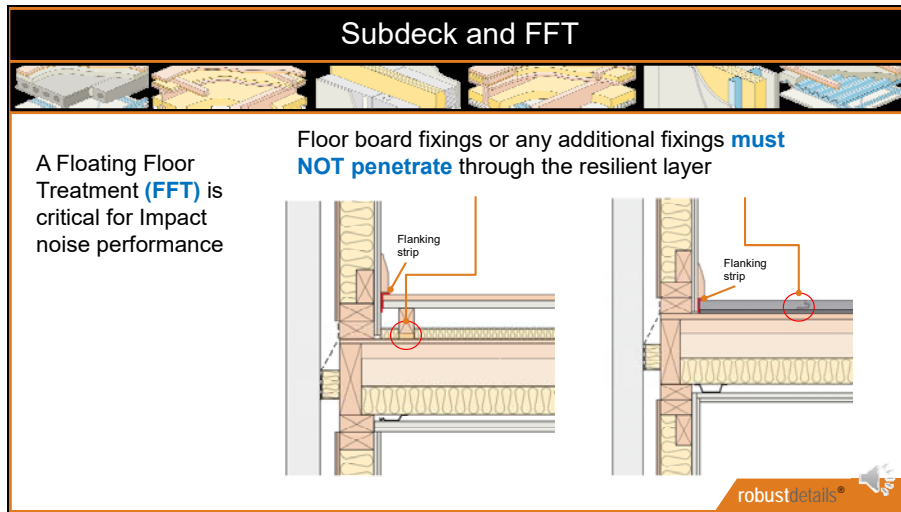 Subdeck and FFT
A Floating Floor
Treatment (FFT) is
critical for Impact
noise performance
Floor board fixings or any additional fixings must
NOT penetrate through the resilient layer
Flanking
strip
Flanking
strip
robustdetails®